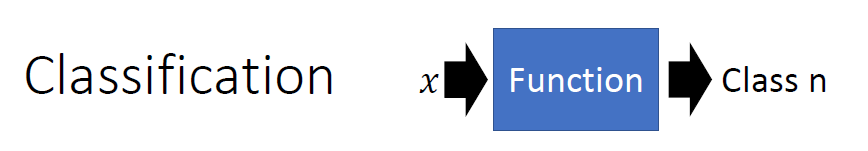 Classification
x
Function
Class n